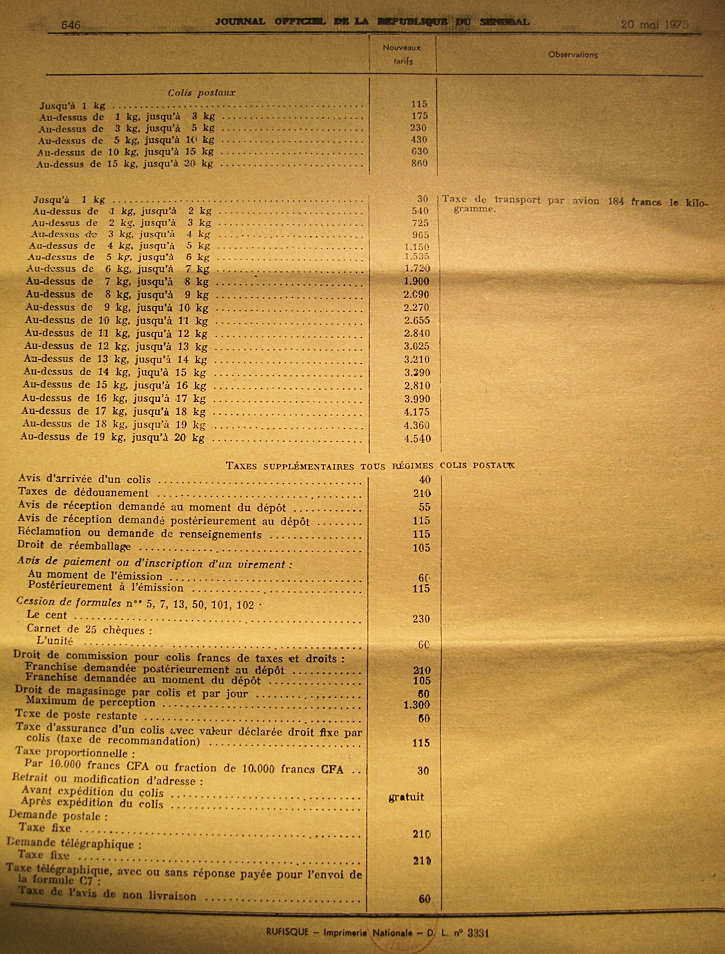 646 JOURNAL OFFICIEL DE LA REPUBLIQUE DU SENEGAL 20 mai 1975
Nouveaux tarifs Observations
Colis postaux
Jusqu'à 1 kg 115
Au-dessus de 1 kg, jusqu'à 3 kg 175
Au-dessus de 3 kg, jusqu'à 5 kg 230
Au-dessus de 5 kg, jusqu'à 10 kg 430
Au-dessus de 10 kg, jusqu'à 15 kg 630
Au-dessus de 15 kg, jusqu'à 20 kg 860
Jusqu'à 1 kg 30 Taxe de transport par avion 184 francs le kilo-
gramme.
Au-dessus de 1 kg, jusqu'à 2 kg 540
Au-dessus de 2 kg, jusqu'à 3 kg 725
Au-dessus de 3 kg, jusqu'à 4 kg 965
Au-dessus de 4 kg, jusqu'à 5 kg 1.150
Au-dessus de 5 kg, jusqu'à 6 kg 1.535
Au-dessus de 6 kg, jusqu'à 7 kg 1.720
Au-dessus de 7 kg, jusqu'à 8 kg 1.900
Au-dessus de 8 kg, jusqu'à 9 kg 2.090
Au-dessus de 9 kg, jusqu'à 10 kg 2.270
Au-dessus de 10 kg, jusqu'à 11 kg 2.655
Au-dessus de 11 kg, jusqu'à 12 kg 2.840
Au-dessus de 12 kg, jusqu'à 13 kg 3.025
Au-dessus de 13 kg, jusqu'à 14 kg 3.210
Au-dessus de 14 kg, juqu'à 15 kg 3.390
Au-dessus de 15 kg, jusqu'à 16 kg 2,810
Au-dessus de 16 kg, jusqu'à 17 kg 3.990
Au-dessus de 17 kg, jusqu'à 18 kg 4.175
Au-dessus de 18 kg, jusqu'à 19 kg 4.360
Au-dessus de 19 kg, jusqu'à 20 kg 4.540
TAXES SUPPLÉMENTAIRES TOUS RÉGIMES COLIS POSTAUX
Avis d'arrivée d'un colis 40
Taxes de dédouanement 210
Avis de réception demandé au moment du dépôt 55
Avis de réception demandé postérieurement au dépôt 115
Réclamation ou demande de renseignements 115
Droit de réemballage 105
Avis de paiement ou d'inscription d'un virement :
Au moment de l'émission 60
Postérieurement à l'émission 115
Cession de formules nos 5, 7, 13, 50, 101, 102 :
Le cent 230
Carnet de 25 chèques :
L'unité 60
Droit de commission pour colis francs de taxes et droits :
Franchise demandée postérieurement au dépôt 210
Franchise demandée au moment du dépôt 105
Droit de magasinage par colis et par jour 60
Maximum de perception 1.300
Taxe de poste restante 60
Taxe d'assurance d'un colis avec valeur déclarée droit fixe par
colis (taxe de recommandation) 115
Taxe proportionnelle :
Par 10.000 francs CFA ou fraction de 10.000 francs CFA 30
Retrait ou modification d'adresse :
Avant expédition du colis
gratuit
Après expédition du colis
Demande postale :
Taxe fixe 210
Demande télégraphique :
Taxe fixe 210
Taxe télégraphique, avec ou sans réponse payée pour l'envoi de
la formule C7 :
Taxe de l'avis de non livraison 60
RUFISQUE – Imprimerie Nationale – D. L. n° 3331